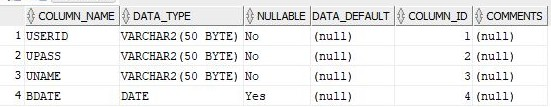 COLUMN_NAME DATA_TYPE NULLABLE DATA_DEFAULT COLUMN_ID COMMENTS
1 USERID VARCHAR2(50 BYTE) No (null) 1 (null)
2 UPASS VARCHAR2(50 BYTE) No (null) 2 (null)
3 UNAME VARCHAR2(50 BYTE) No (null) 3 (null)
4 BDATE DATE Yes (null) 4 (null)